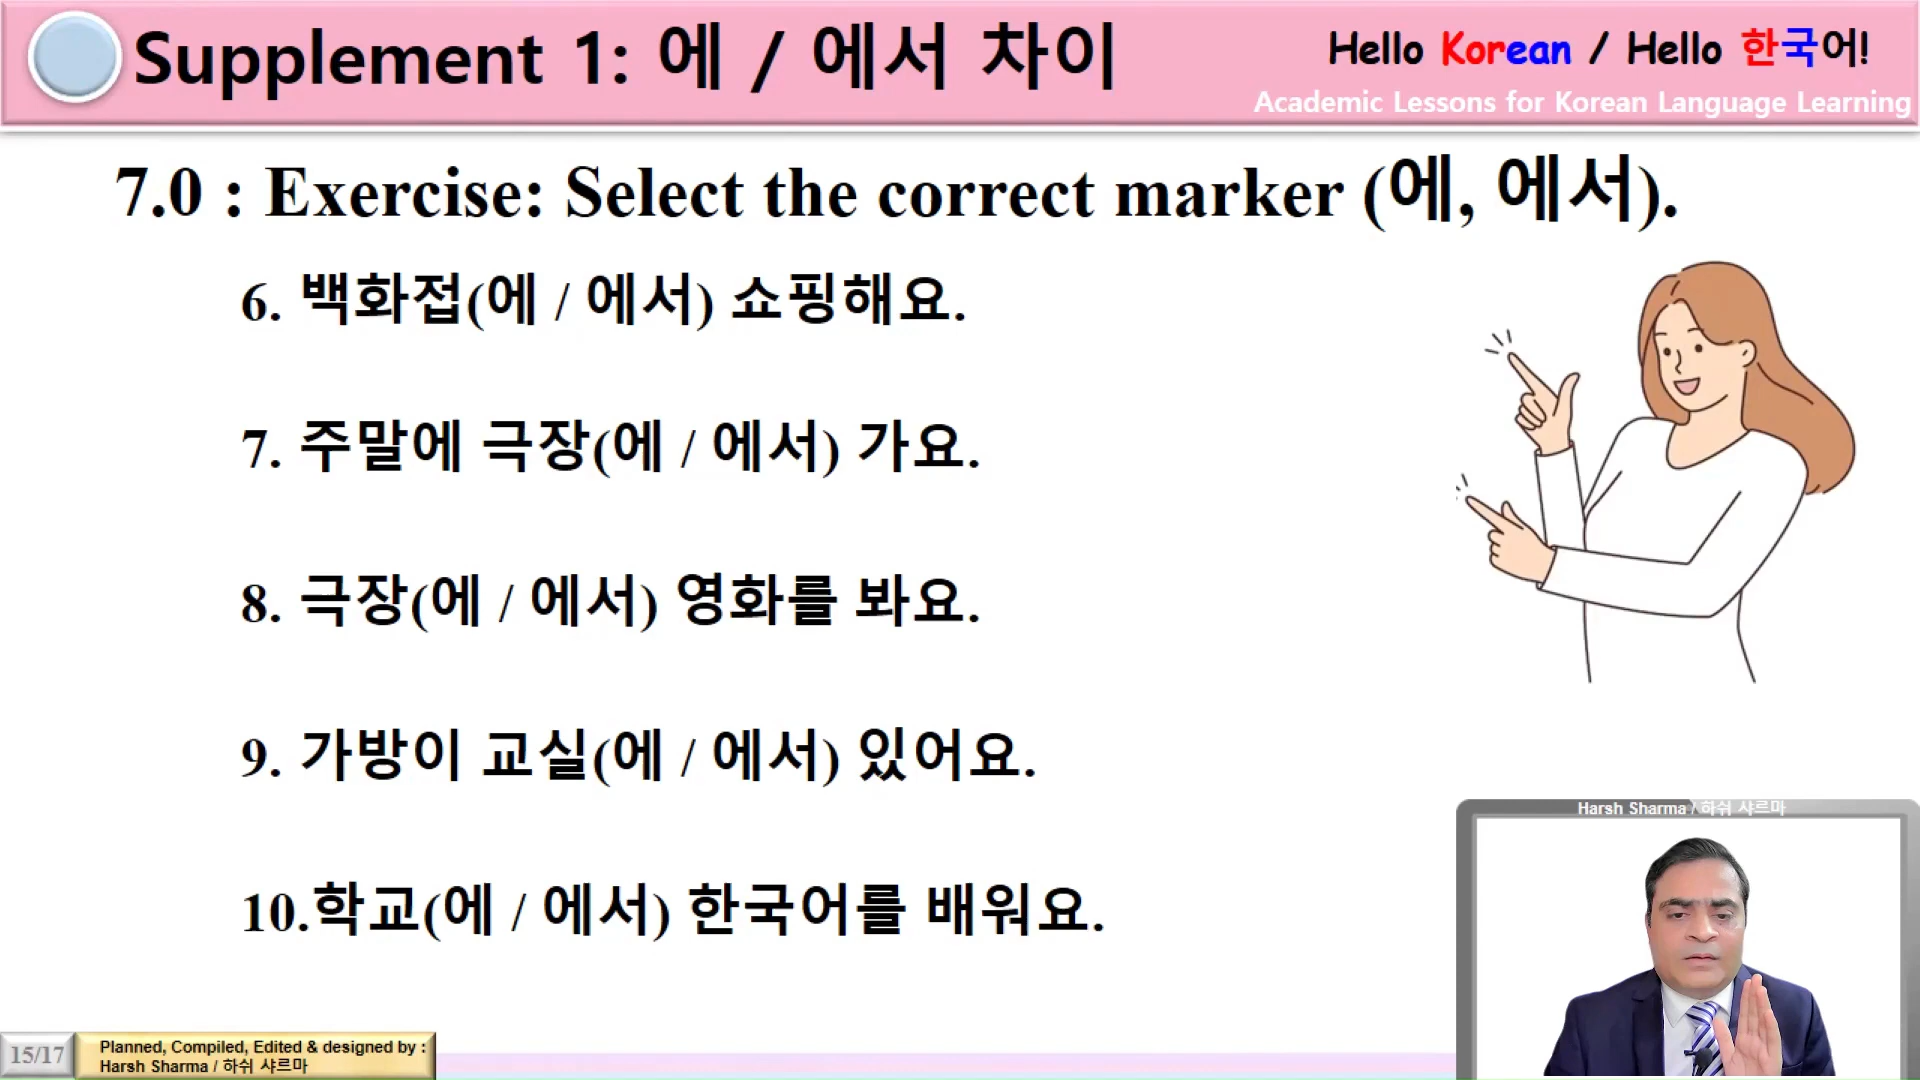 Supplement 1: 에 / 에서 차이
Hello Korean / Hello 한국어!
Academic Lessons for Korean Language Learning
7.0 : Exercise: Select the correct marker (에, 에서).
6. 백화접(에 / 에서) 쇼핑해요.
7. 주말에 극장(에 / 에서) 가요.
8. 극장(에 / 에서) 영화를 봐요.
9. 가방이 교실(에 / 에서) 있어요.
10.학교(에 / 에서) 한국어를 배워요.
Harsh Sharma / 하쉬 샤르마
15/17
Planned, Compiled, Edited & designed by :
Harsh Sharma / 하쉬 샤르마